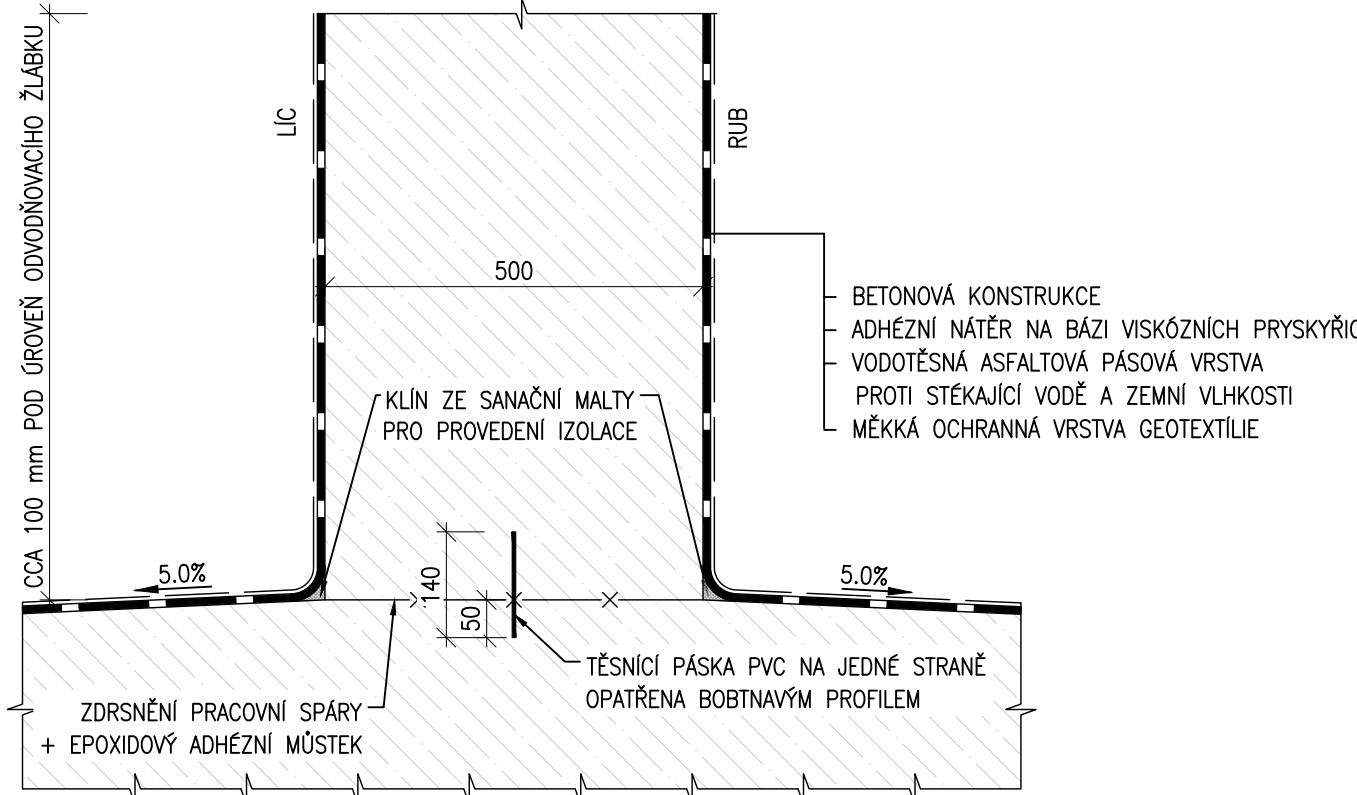 CCA 100 mm POD ÚROVEŇ ODVODŇOVACÍHO ŽLÁBKU
LÍC
RUB
500
BETONOVÁ KONSTRUKCE
ADHÉZNÍ NÁTĚR NA BÁZI VISKÓZNÍCH PRYSKYŘIC
VODOTĚSNÁ ASFALTOVÁ PÁSOVÁ VRSTVA
PROTI STÉKAJÍCÍ VODĚ A ZEMNÍ VLHKOSTI
MĚKKÁ OCHRANNÁ VRSTVA GEOTEXTÍLIE
KLÍN ZE SANAČNÍ MALTY
PRO PROVEDENÍ IZOLACE
5.0%
140
50
5.0%
TĚSNÍCÍ PÁSKA PVC NA JEDNÉ STRANĚ
OPATŘENA BOBTNAVÝM PROFILEM
ZDRSNĚNÍ PRACOVNÍ SPÁRY
+ EPOXIDOVÝ ADHÉZNÍ MŮSTEK